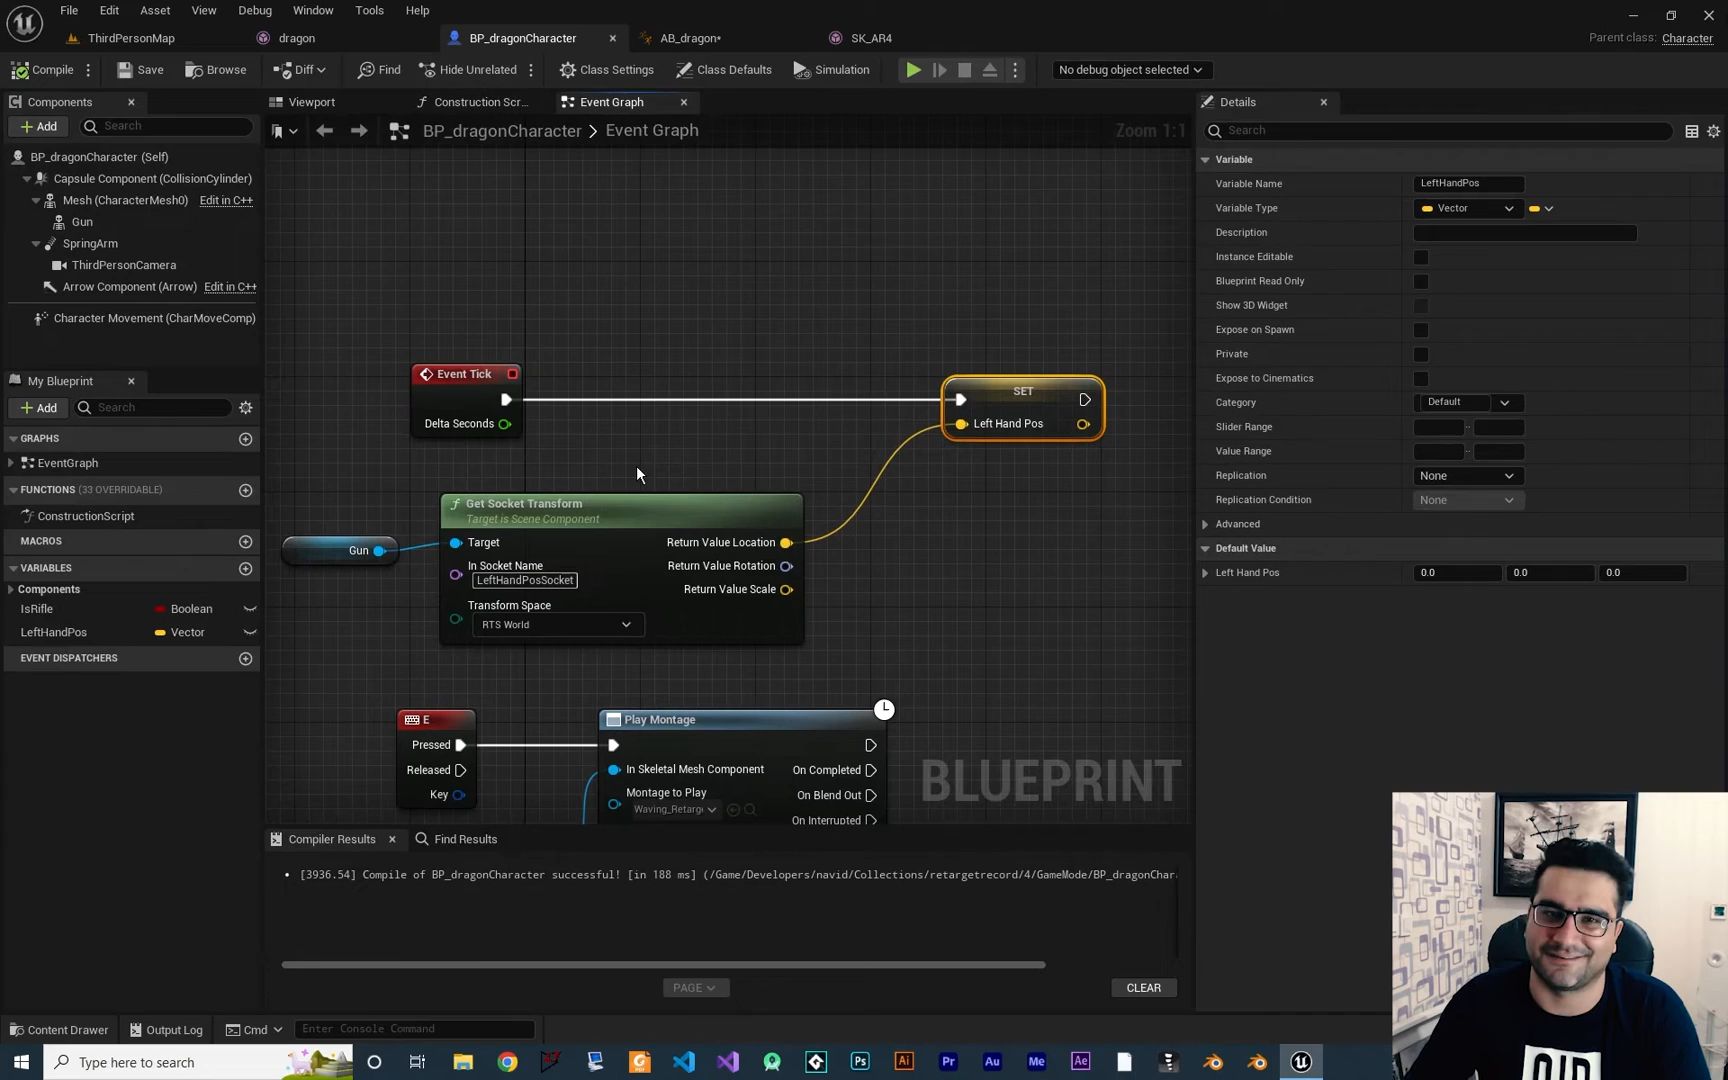 File Edit Asset View Debug Window Tools Help
ThirdPersonMap dragon BP_dragonCharacter AB_dragon• SK_AR4 Parent class: Character
Compile Save Browse Diff Find Hide Unrelated Class Settings Class Defaults Simulation No debug object selected
Components
Add Search
BP_dragonCharacter (Self)
Capsule Component (CollisionCylinder)
Mesh (CharacterMesh0) Edit in C++
Gun
SpringArm
ThirdPersonCamera
Arrow Component (Arrow) Edit in C++
Character Movement (CharMoveComp)
My Blueprint
Add Search
GRAPHS
EventGraph
FUNCTIONS (33 OVERRIDABLE)
ConstructionScript
MACROS
VARIABLES
Components
IsRifle Boolean
LeftHandPos Vector
EVENT DISPATCHERS
Viewport Construction Scr... Event Graph
BP_dragonCharacter > Event Graph Zoom 1:1
Event Tick
Delta Seconds
SET
Left Hand Pos
Gun
Get Socket Transform
Target is Scene Component
Target Return Value Location
In Socket Name Return Value Rotation
LeftHandPosSocket
Return Value Scale
Transform Space
RTS World
E
Pressed
Released
Key
Play Montage
In Skeletal Mesh Component On Completed
Montage to Play On Blend Out
Waving_Retarge
On Interrupted
BLUEPRINT
Compiler Results Find Results
[3936.54] Compile of BP_dragonCharacter successful! [in 188 ms] (/Game/Developers/navid/Collections/retargetrecord/4/GameMode/BP_dragonChar
PAGE CLEAR
Details
Search
Variable
Variable Name LeftHandPos
Variable Type Vector
Description
Instance Editable
Blueprint Read Only
Show 3D Widget
Expose on Spawn
Private
Expose to Cinematics
Category Default
Slider Range
Value Range
Replication None
Replication Condition None
Advanced
Default Value
Left Hand Pos 0.0 0.0 0.0
Content Drawer Output Log Cmd Enter Console Command
Type here to search
Ps Ai Pr Au Me Ae